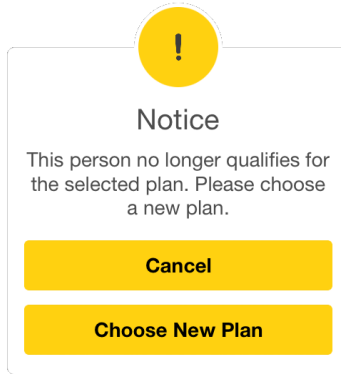 !
Notice
This person no longer qualifies for
the selected plan. Please choose
a new plan.
Cancel
Choose New Plan